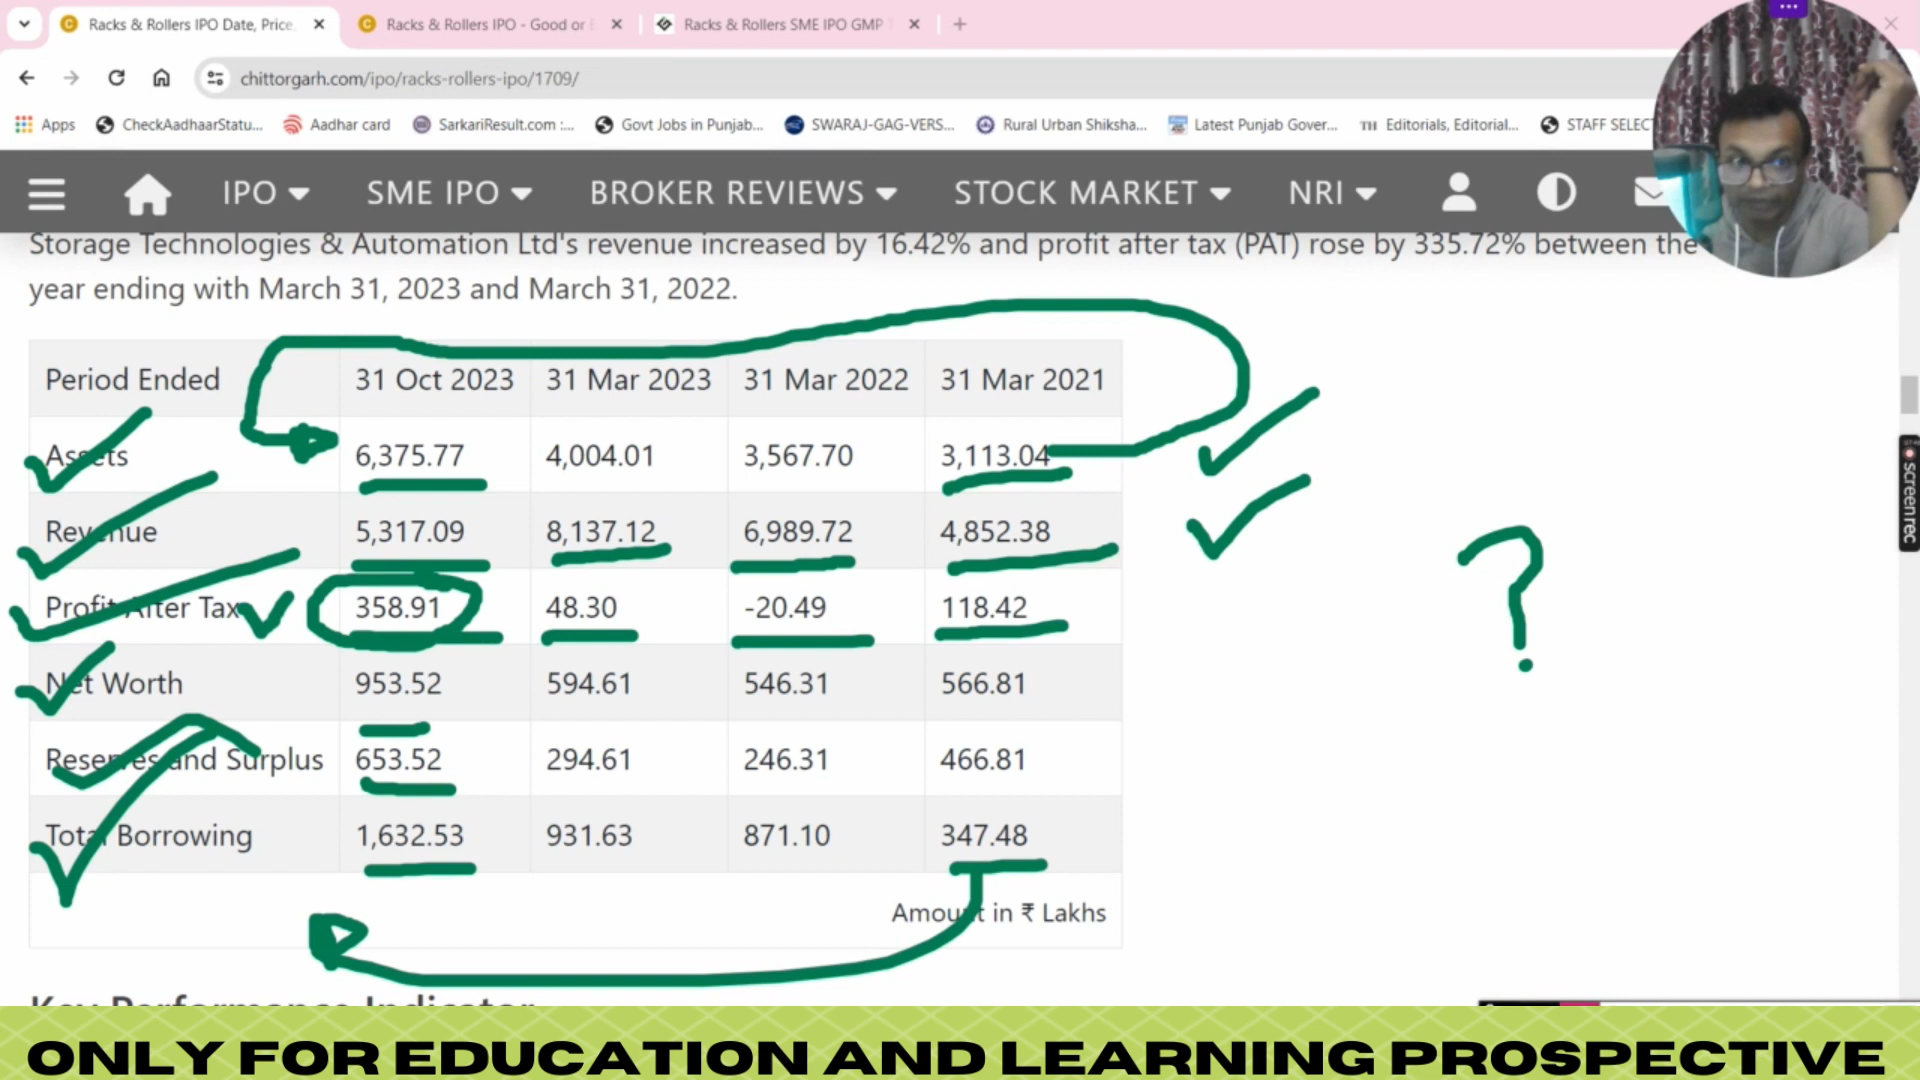 Racks & Rollers IPO Date, Price,
Racks & Rollers IPO - Good or
Racks & Rollers SME IPO GMP
chittorgarh.com/ipo/racks-rollers-ipo/1709/
Apps CheckAadhaarStatu... Aadhar card SarkariResult.com :... Govt Jobs in Punjab... SWARAJ-GAG-VERS... Rural Urban Shiksha... Latest Punjab Gover... Editorials, Editorial... STAFF SELEC
IPO SME IPO BROKER REVIEWS STOCK MARKET NRI
Storage Technologies & Automation Ltd's revenue increased by 16.42% and profit after tax (PAT) rose by 335.72% between the
year ending with March 31, 2023 and March 31, 2022.
Period Ended 31 Oct 2023 31 Mar 2023 31 Mar 2022 31 Mar 2021
Assets 6,375.77 4,004.01 3,567.70 3,113.04
Revenue 5,317.09 8,137.12 6,989.72 4,852.38
?
Profit After Tax 358.91 48.30 -20.49 118.42
Net Worth 953.52 594.61 546.31 566.81
Reserves and Surplus 653.52 294.61 246.31 466.81
Total Borrowing 1,632.53 931.63 871.10 347.48
Amount in ₹ Lakhs
Key Performance Indicator
screenrec
ONLY FOR EDUCATION AND LEARNING PROSPECTIVE